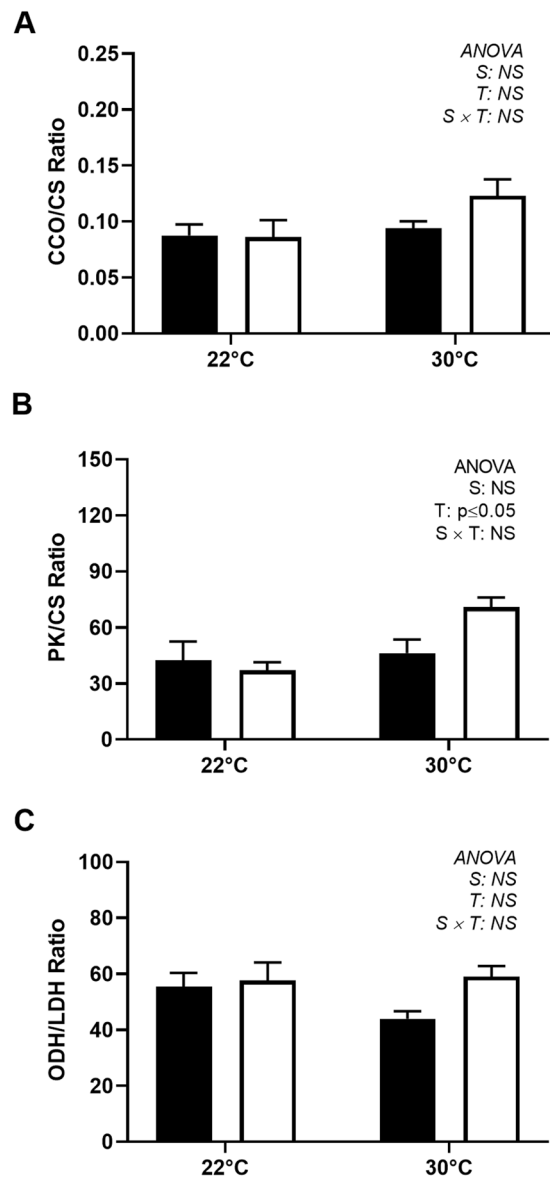 A
ANOVA
S: NS
T: NS
S × T: NS
CCO/CS Ratio
0.25
0.20
0.15
0.10
0.05
0.00
22°C
30°C
B
ANOVA
S: NS
T: p≤0.05
S × T: NS
PK/CS Ratio
150
120
90
60
30
0
22°C
30°C
C
ANOVA
S: NS
T: NS
S × T: NS
ODH/LDH Ratio
100
80
60
40
20
0
22°C
30°C